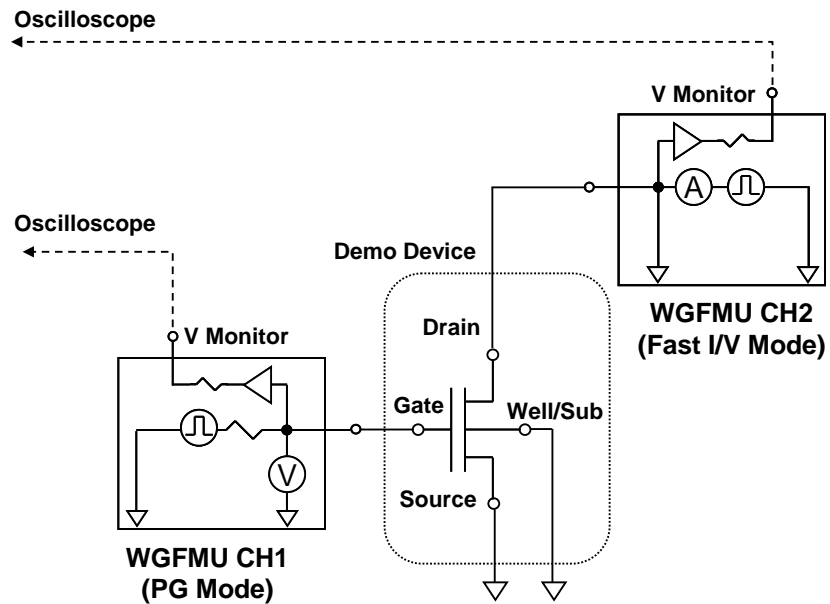 Oscilloscope
V Monitor
A
WGFMU CH2
(Fast I/V Mode)
Oscilloscope
V Monitor
V
WGFMU CH1
(PG Mode)
Demo Device
Drain
Gate
Well/Sub
Source